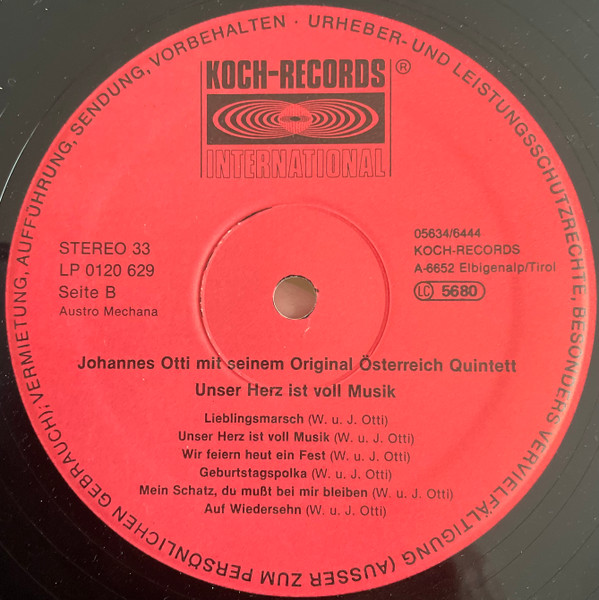 URHEBER- UND LEISTUNGSSCHUTZRECHTE, BESONDERS VERVIELFÄLTIGUNG (AUSSER ZUM PERSÖNLICHEN GEBRAUCH); VERMIETUNG, AUFFÜHRUNG, SENDUNG, VORBEHALTEN ·
KOCH-RECORDS ®
INTERNATIONAL
STEREO 33
LP 0120 629
Seite B
Austro Mechana
05634/6444
KOCH-RECORDS
A-6652 Elbigenalp/Tirol
LC 5680
Johannes Otti mit seinem Original Österreich Quintett
Unser Herz ist voll Musik
Lieblingsmarsch (W. u. J. Otti)
Unser Herz ist voll Musik (W. u. J. Otti)
Wir feiern heut ein Fest (W. u. J. Otti)
Geburtstagspolka (W. u. J. Otti)
Mein Schatz, du mußt bei mir bleiben (W. u. J. Otti)
Auf Wiedersehn (W. u. J. Otti)